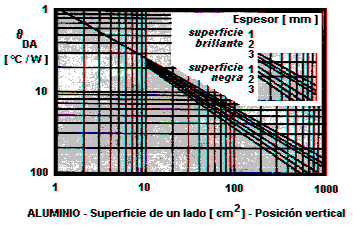 1
Espesor [ mm ]
θ
DA
[ °C / W ]
superficie
brillante
1
2
3
superficie
negra
1
2
3
10
100
1
10
100
1000
ALUMINIO - Superficie de un lado [ cm2 ] - Posición vertical